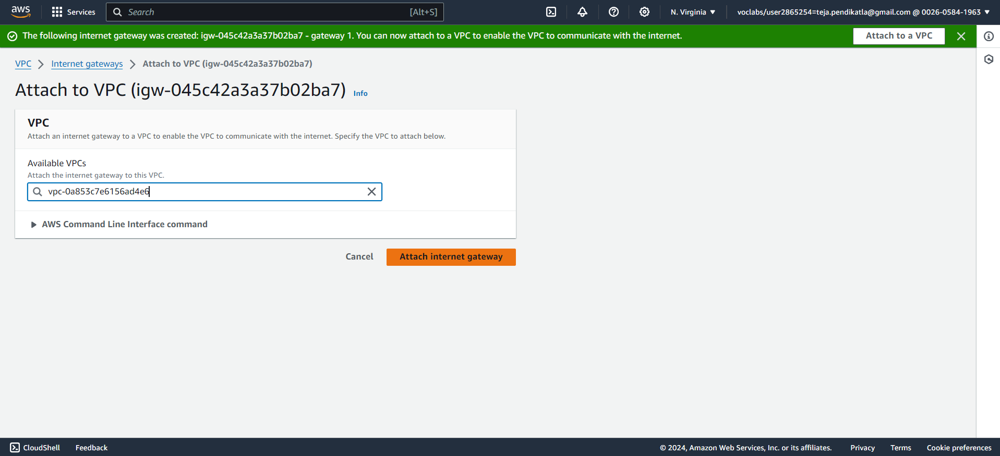 aws
Services
Search
[Alt+S]
N. Virginia
voclabs/user2865254=teja.pendikatla@gmail.com @ 0026-0584-1963
The following internet gateway was created: igw-045c42a3a37b02ba7 - gateway 1. You can now attach to a VPC to enable the VPC to communicate with the internet.
Attach to a VPC
VPC
Internet gateways
Attach to VPC (igw-045c42a3a37b02ba7)
Attach to VPC (igw-045c42a3a37b02ba7)
Info
VPC
Attach an internet gateway to a VPC to enable the VPC to communicate with the internet. Specify the VPC to attach below.
Available VPCs
Attach the internet gateway to this VPC.
vpc-0a853c7e6156ad4e6
AWS Command Line Interface command
Cancel
Attach internet gateway
CloudShell
Feedback
© 2024, Amazon Web Services, Inc. or its affiliates.
Privacy
Terms
Cookie preferences